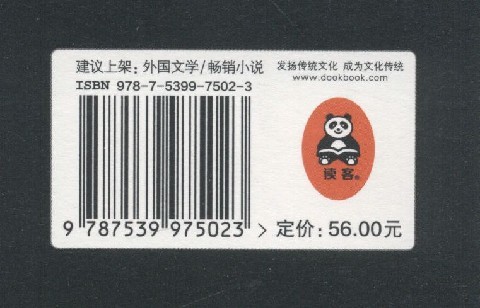 建议上架：外国文学/畅销小说
ISBN 978-7-5399-7502-3
发扬传统文化 成为文化传统
www.dookbook.com
读客®
9 787539 975023 > 定价：56.00元